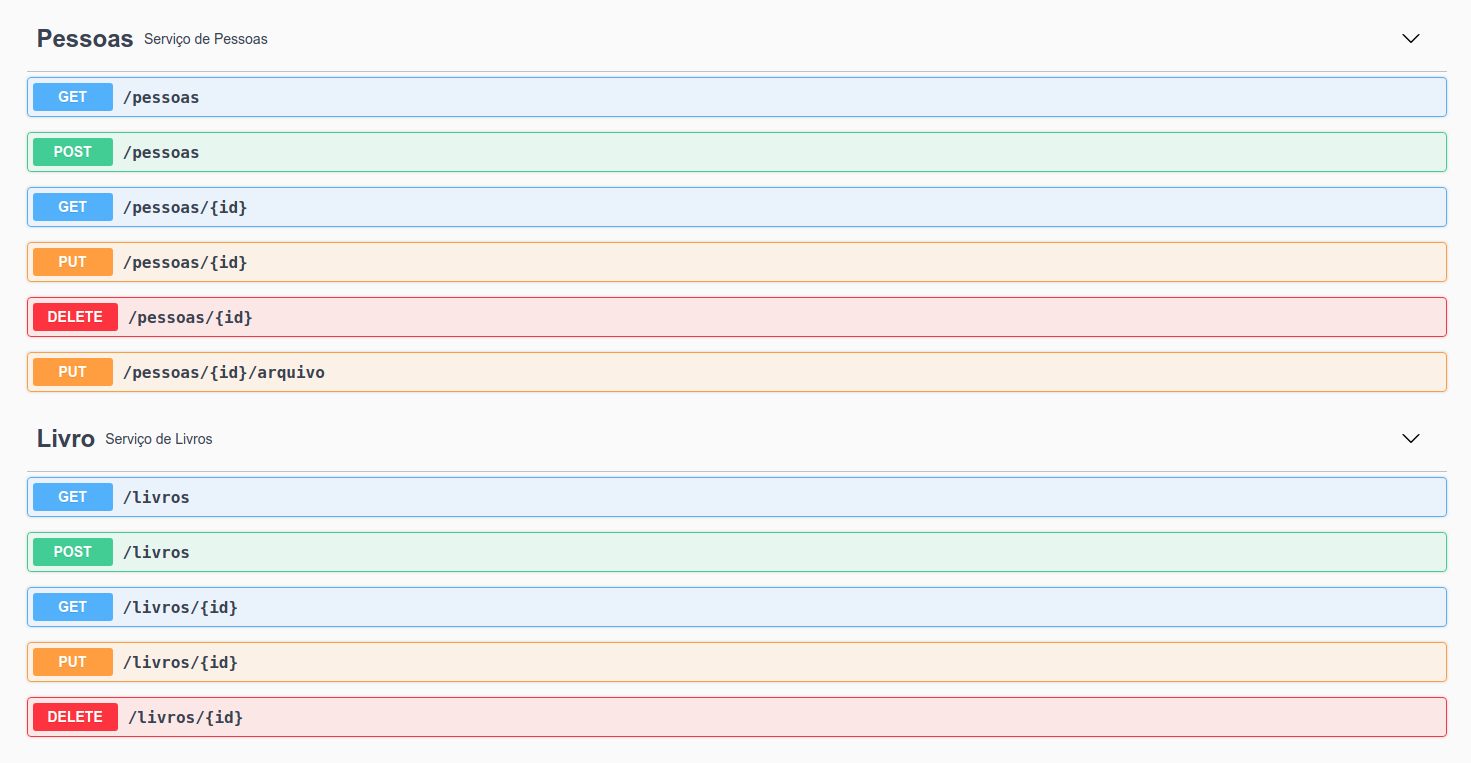 Pessoas Serviço de Pessoas
GET /pessoas
POST /pessoas
GET /pessoas/{id}
PUT /pessoas/{id}
DELETE /pessoas/{id}
PUT /pessoas/{id}/arquivo
Livro Serviço de Livros
GET /livros
POST /livros
GET /livros/{id}
PUT /livros/{id}
DELETE /livros/{id}